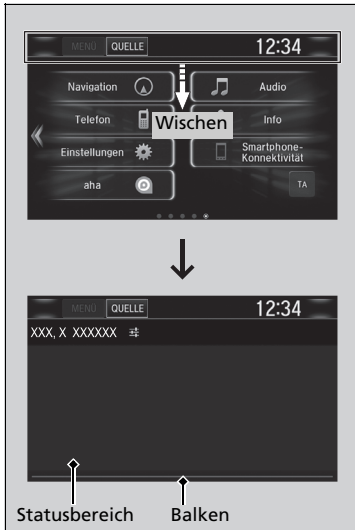 MENÜ QUELLE 12:34
Navigation Audio
Telefon Info
Wischen
Einstellungen Smartphone-
Konnektivität
aha TA
MENÜ QUELLE 12:34
XXX, X XXXXXX
Statusbereich Balken